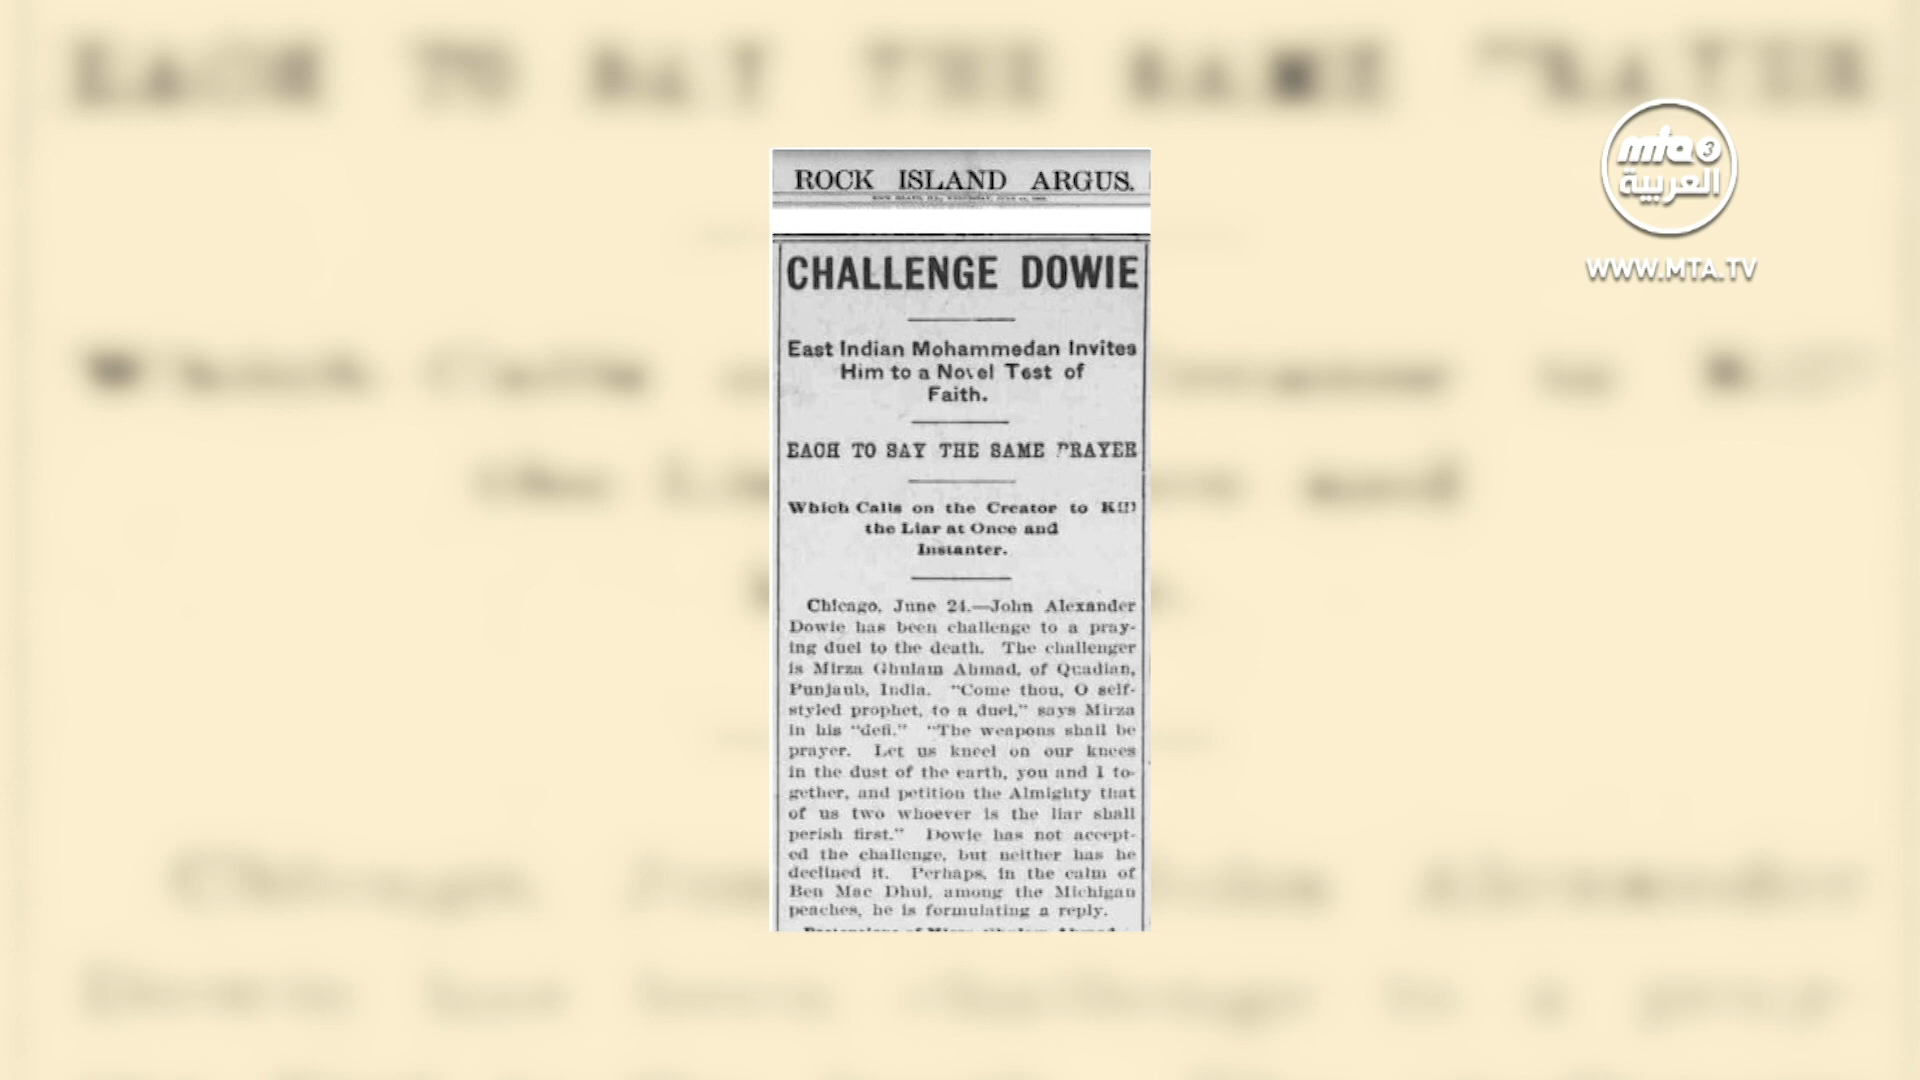 ROCK ISLAND ARGUS.
CHALLENGE DOWIE
East Indian Mohammedan Invites
Him to a Novel Test of
Faith.
EACH TO SAY THE SAME PRAYER
Which Calls on the Creator to Kill
the Liar at Once and
Instanter.
Chicago, June 24.—John Alexander
Dowie has been challenge to a pray-
ing duel to the death. The challenger
is Mirza Ghulam Ahmad, of Quadian,
Punjaub, India. "Come thou, O self-
styled prophet, to a duel," says Mirza
in his "defi." "The weapons shall be
prayer. Let us kneel on our knees
in the dust of the earth, you and I to-
gether, and petition the Almighty that
of us two whoever is the liar shall
perish first." Dowie has not accept-
ed the challenge, but neither has he
declined it. Perhaps, in the calm of
Ben Mac Dhui, among the Michigan
peaches, he is formulating a reply.
mta3
العربية
WWW.MTA.TV